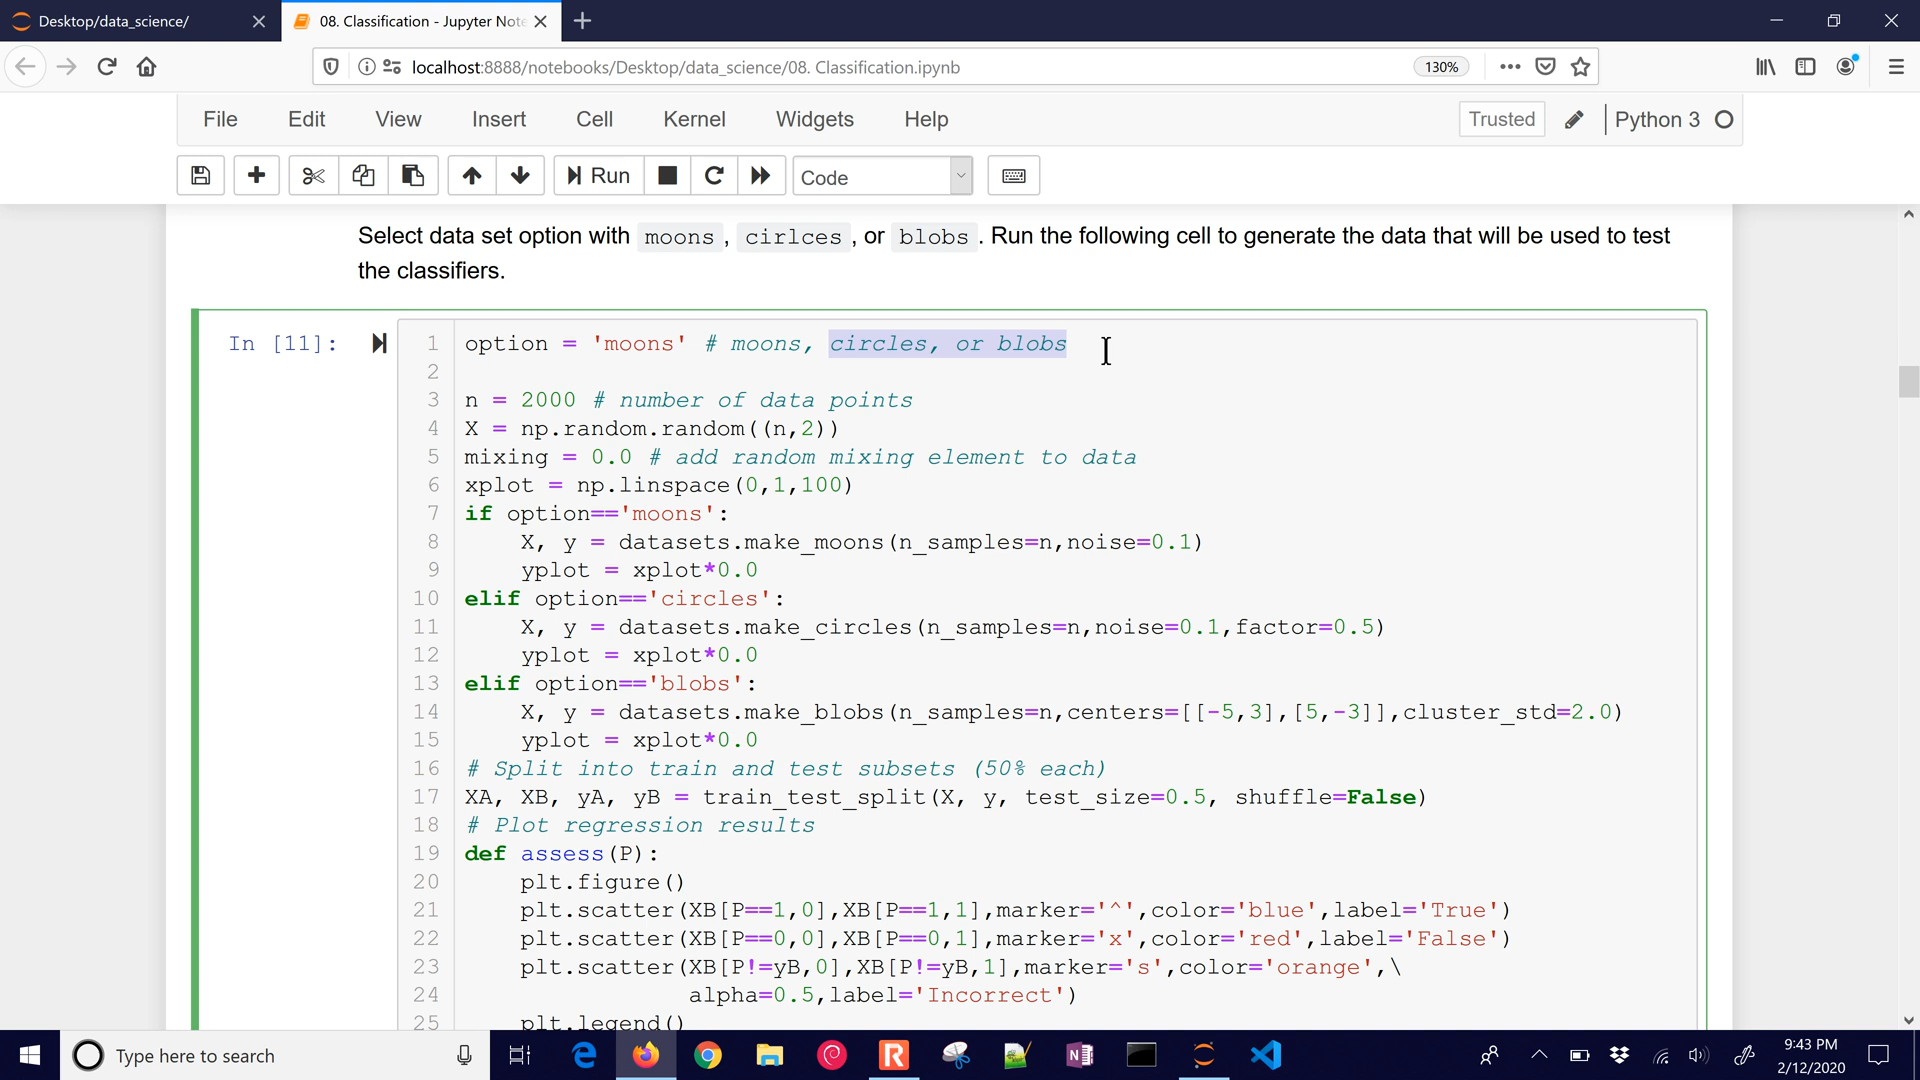 Desktop/data_science/
08. Classification - Jupyter Note
localhost:8888/notebooks/Desktop/data_science/08. Classification.ipynb
130%
File Edit View Insert Cell Kernel Widgets Help
Trusted
Python 3
Run
Code
Select data set option with moons , cirlces , or blobs . Run the following cell to generate the data that will be used to test
the classifiers.
In [11]:
1 option = 'moons' # moons, circles, or blobs
2
3 n = 2000 # number of data points
4 X = np.random.random((n,2))
5 mixing = 0.0 # add random mixing element to data
6 xplot = np.linspace(0,1,100)
7 if option=='moons':
8     X, y = datasets.make_moons(n_samples=n,noise=0.1)
9     yplot = xplot*0.0
10 elif option=='circles':
11     X, y = datasets.make_circles(n_samples=n,noise=0.1,factor=0.5)
12     yplot = xplot*0.0
13 elif option=='blobs':
14     X, y = datasets.make_blobs(n_samples=n,centers=[[-5,3],[5,-3]],cluster_std=2.0)
15     yplot = xplot*0.0
16 # Split into train and test subsets (50% each)
17 XA, XB, yA, yB = train_test_split(X, y, test_size=0.5, shuffle=False)
18 # Plot regression results
19 def assess(P):
20     plt.figure()
21     plt.scatter(XB[P==1,0],XB[P==1,1],marker='^',color='blue',label='True')
22     plt.scatter(XB[P==0,0],XB[P==0,1],marker='x',color='red',label='False')
23     plt.scatter(XB[P!=yB,0],XB[P!=yB,1],marker='s',color='orange',\
24                 alpha=0.5,label='Incorrect')
25     plt.legend()
Type here to search
9:43 PM
2/12/2020